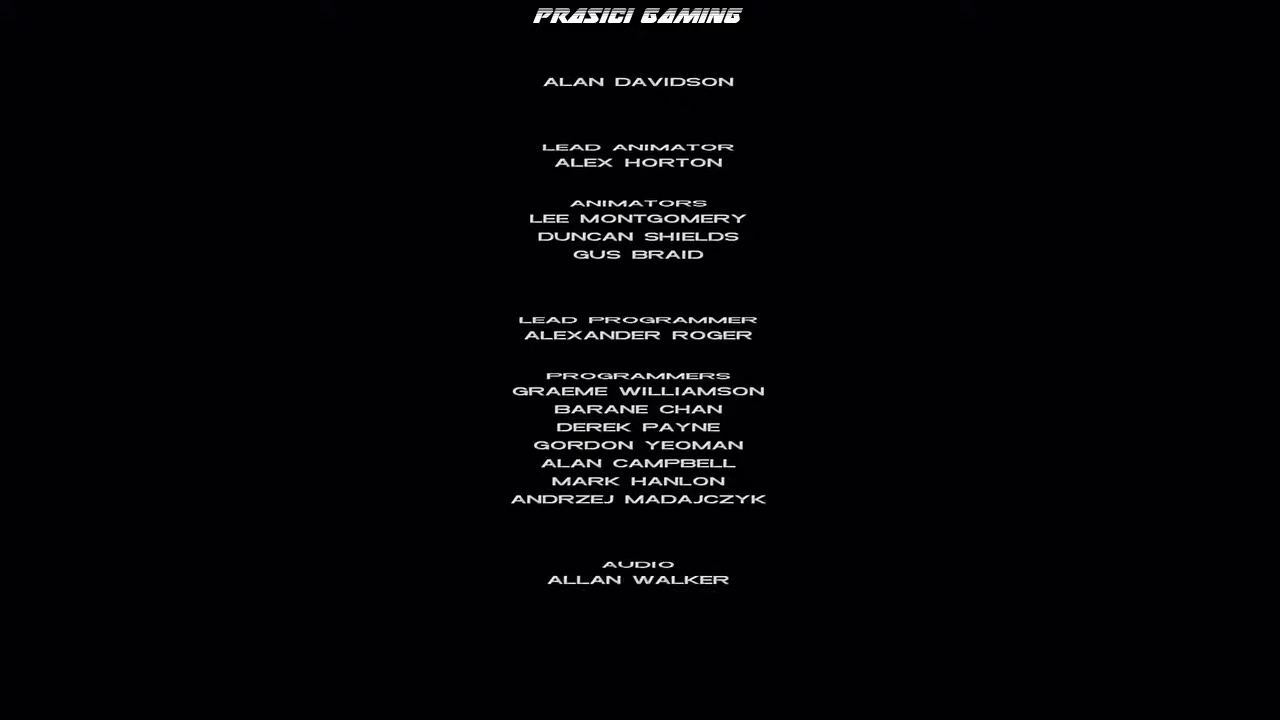 PRASICI GAMING
ALAN DAVIDSON
LEAD ANIMATOR
ALEX HORTON
ANIMATORS
LEE MONTGOMERY
DUNCAN SHIELDS
GUS BRAID
LEAD PROGRAMMER
ALEXANDER ROGER
PROGRAMMERS
GRAEME WILLIAMSON
BARANE CHAN
DEREK PAYNE
GORDON YEOMAN
ALAN CAMPBELL
MARK HANLON
ANDRZEJ MADAJCZYK
AUDIO
ALLAN WALKER